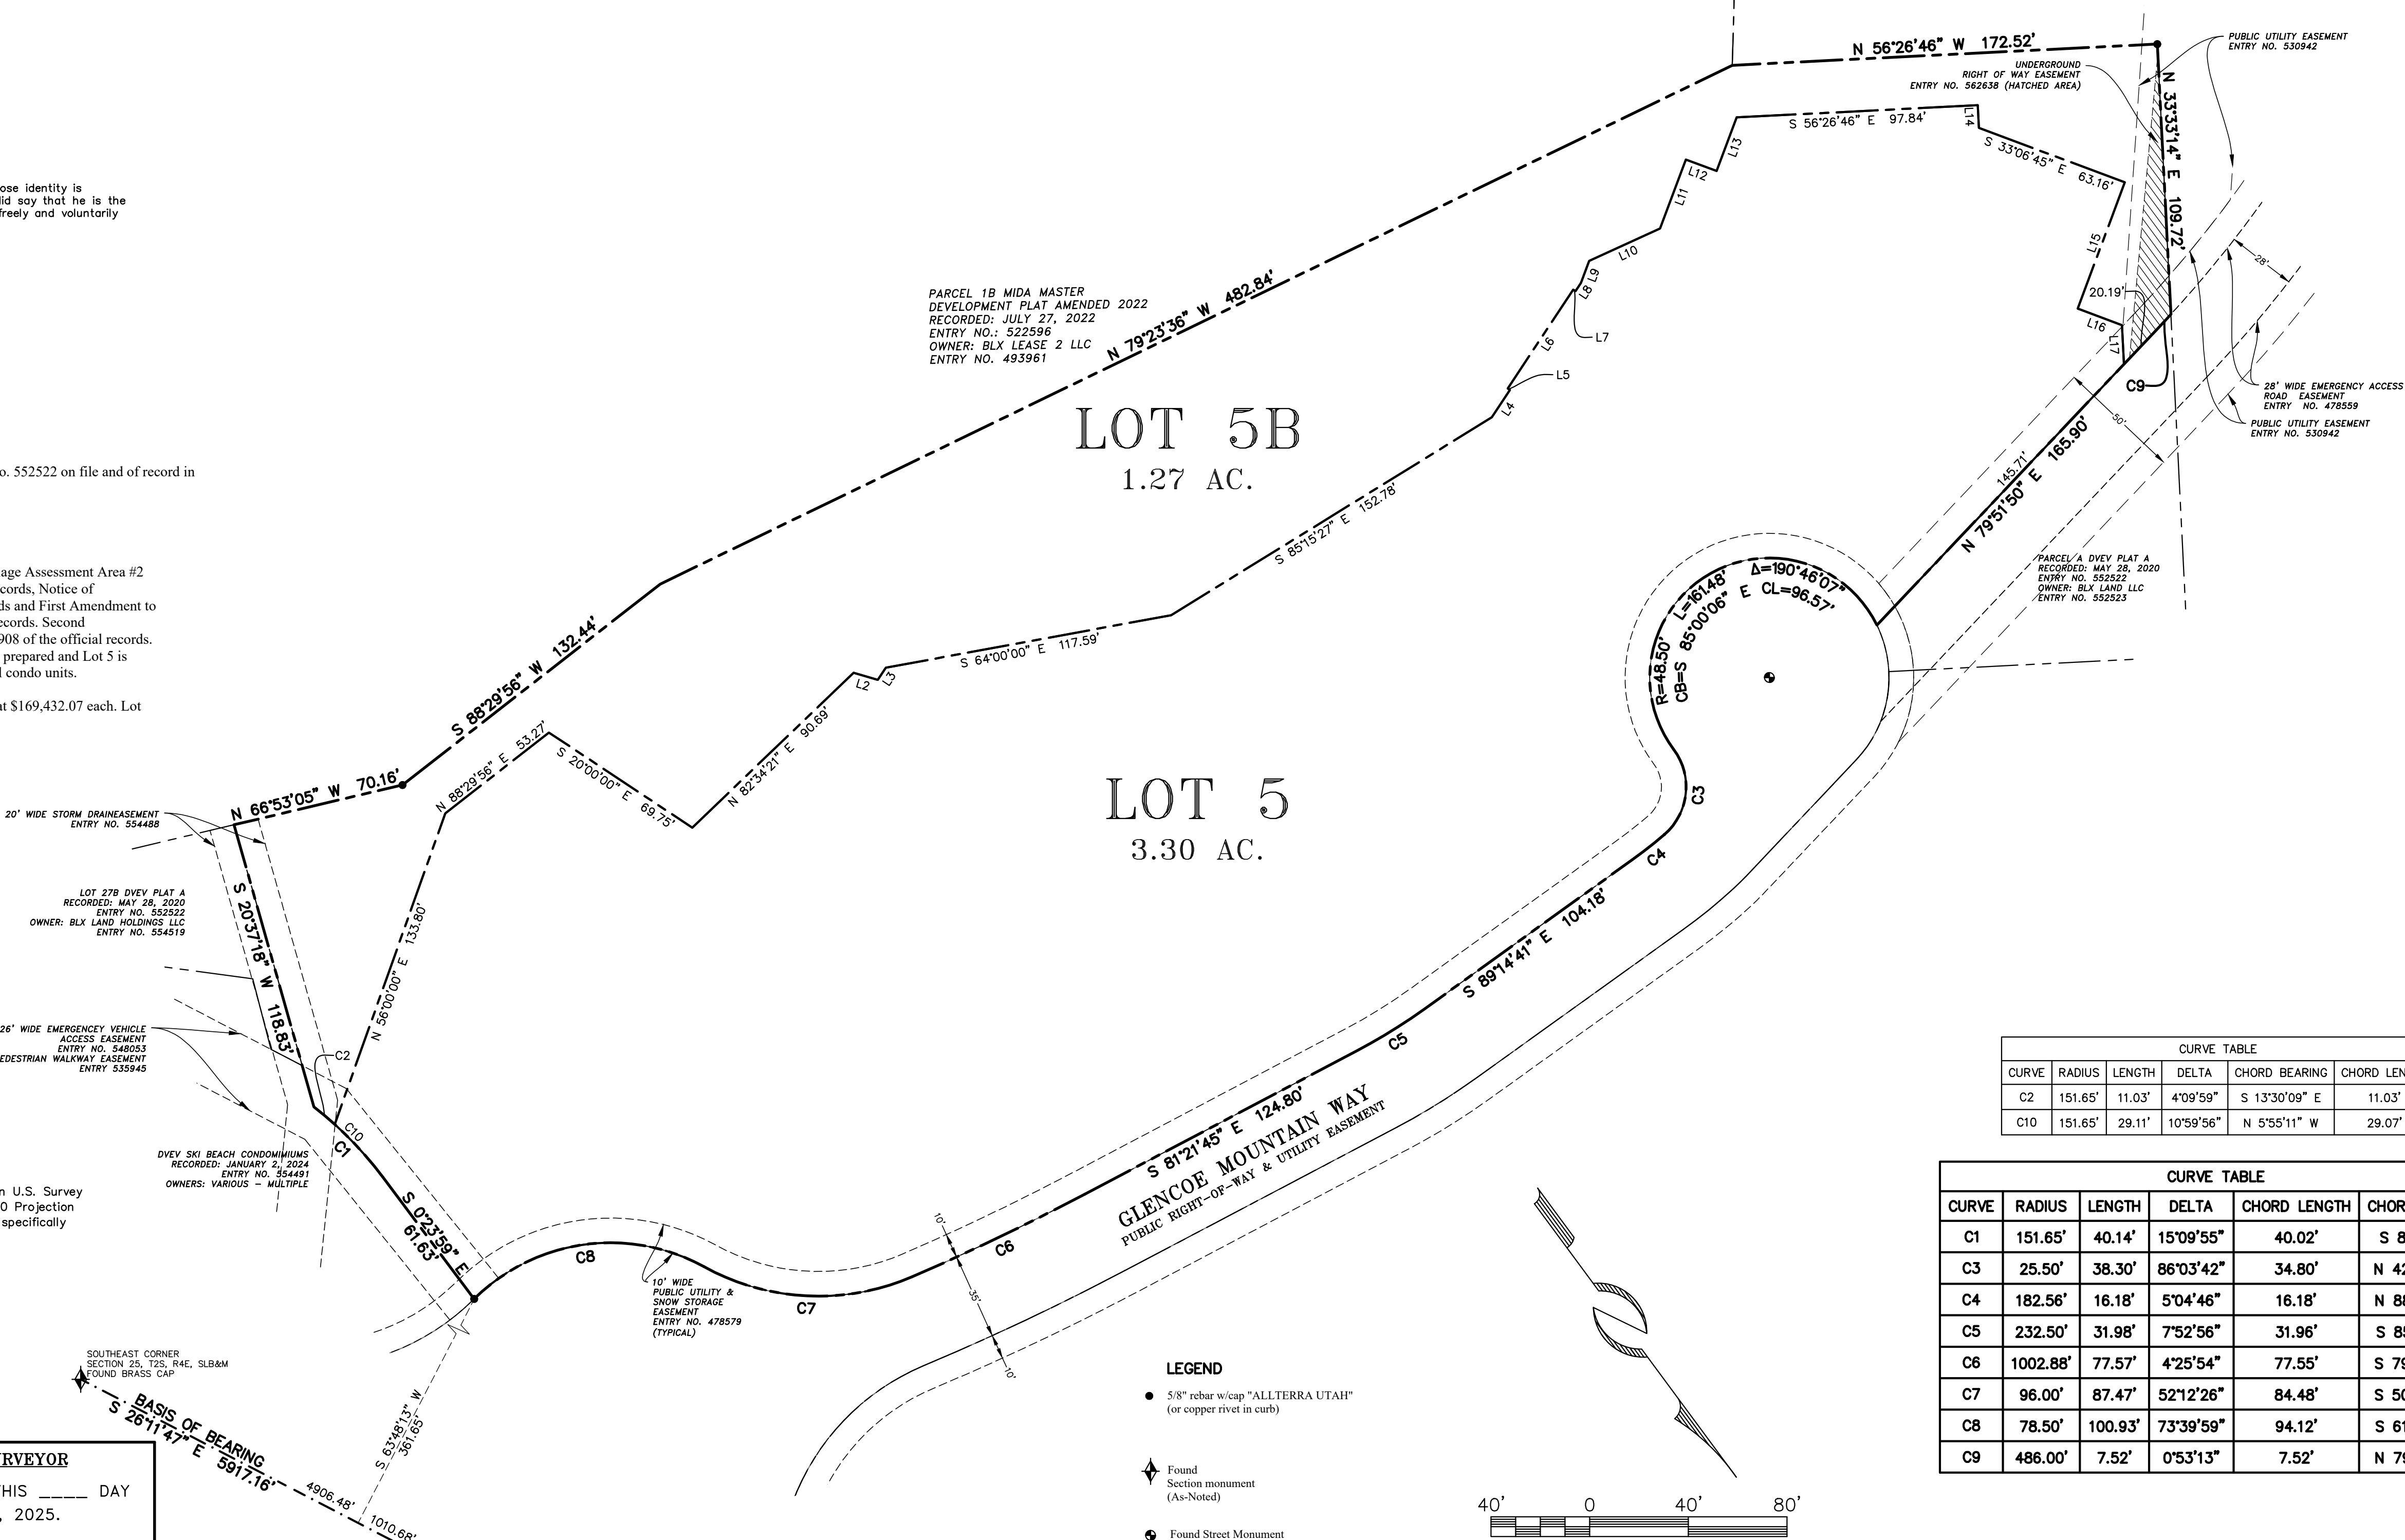 ose identity is
did say that he is the
freely and voluntarily
o. 552522 on file and of record in
age Assessment Area #2
cords, Notice of
ds and First Amendment to
ecords. Second
908 of the official records.
prepared and Lot 5 is
l condo units.
at $169,432.07 each. Lot
n U.S. Survey
0 Projection
specifically
N 56°26'46" W 172.52'
PUBLIC UTILITY EASEMENT
ENTRY NO. 530942
UNDERGROUND
RIGHT OF WAY EASEMENT
ENTRY NO. 562638 (HATCHED AREA)
N 33°33'14" E 109.72'
S 56°26'46" E 97.84'
L14
S 33°06'45" E 63.16'
L13
L12
L11
L10
L9
L8
L7
L6
L5
L4
L15
L16
L17
20.19'
28'
C9
28' WIDE EMERGENCY ACCESS
ROAD EASEMENT
ENTRY NO. 478559
PUBLIC UTILITY EASEMENT
ENTRY NO. 530942
50'
145.71'
N 79°51'50" E 165.90'
PARCEL A DVEV PLAT A
RECORDED: MAY 28, 2020
ENTRY NO. 552522
OWNER: BLX LAND LLC
ENTRY NO. 552523
PARCEL 1B MIDA MASTER
DEVELOPMENT PLAT AMENDED 2022
RECORDED: JULY 27, 2022
ENTRY NO.: 522596
OWNER: BLX LEASE 2 LLC
ENTRY NO. 493961
N 79°23'36" W 482.84'
LOT 5B
1.27 AC.
S 85°15'27" E 152.78'
S 64°00'00" E 117.59'
L2
L3
S 88°29'56" W 132.44'
N 88°29'56" E 53.27'
S 20°00'00" E 69.75'
N 82°34'21" E 90.69'
N 66°53'05" W 70.16'
20' WIDE STORM DRAINEASEMENT
ENTRY NO. 554488
LOT 27B DVEV PLAT A
RECORDED: MAY 28, 2020
ENTRY NO. 552522
OWNER: BLX LAND HOLDINGS LLC
ENTRY NO. 554519
S 20°37'18" W 118.83'
N 56°00'00" E 133.80'
26' WIDE EMERGENCEY VEHICLE
ACCESS EASEMENT
ENTRY NO. 548053
EDESTRIAN WALKWAY EASEMENT
ENTRY 535945
C2
C10
C1
DVEV SKI BEACH CONDOMIMIUMS
RECORDED: JANUARY 2, 2024
ENTRY NO. 554491
OWNERS: VARIOUS - MULTIPLE
S 0°23'59" E
61.63'
LOT 5
3.30 AC.
R=48.50' L=161.48' Δ=190°46'07"
CB=S 85°00'06" E CL=96.57'
C3
C4
S 89°14'41" E 104.18'
C5
S 81°21'45" E 124.80'
GLENCOE MOUNTAIN WAY
PUBLIC RIGHT-OF-WAY & UTILITY EASEMENT
C6
C7
C8
10'
35'
10'
10' WIDE
PUBLIC UTILITY &
SNOW STORAGE
EASEMENT
ENTRY NO. 478579
(TYPICAL)
SOUTHEAST CORNER
SECTION 25, T2S, R4E, SLB&M
FOUND BRASS CAP
BASIS OF BEARING
S 26°11'47" E 5917.16'
S 63°48'13" W
361.65'
4906.48'
1010.68'
URVEYOR
THIS ____ DAY
, 2025.
LEGEND
5/8" rebar w/cap "ALLTERRA UTAH"
(or copper rivet in curb)
Found
Section monument
(As-Noted)
Found Street Monument
40' 0 40' 80'
CURVE TABLE
CURVE RADIUS LENGTH DELTA CHORD BEARING CHORD LEN
C2 151.65' 11.03' 4°09'59" S 13°30'09" E 11.03'
C10 151.65' 29.11' 10°59'56" N 5°55'11" W 29.07'
CURVE TABLE
CURVE RADIUS LENGTH DELTA CHORD LENGTH CHOR
C1 151.65' 40.14' 15°09'55" 40.02' S 8
C3 25.50' 38.30' 86°03'42" 34.80' N 42
C4 182.56' 16.18' 5°04'46" 16.18' N 88
C5 232.50' 31.98' 7°52'56" 31.96' S 85
C6 1002.88' 77.57' 4°25'54" 77.55' S 79
C7 96.00' 87.47' 52°12'26" 84.48' S 50
C8 78.50' 100.93' 73°39'59" 94.12' S 61
C9 486.00' 7.52' 0°53'13" 7.52' N 79